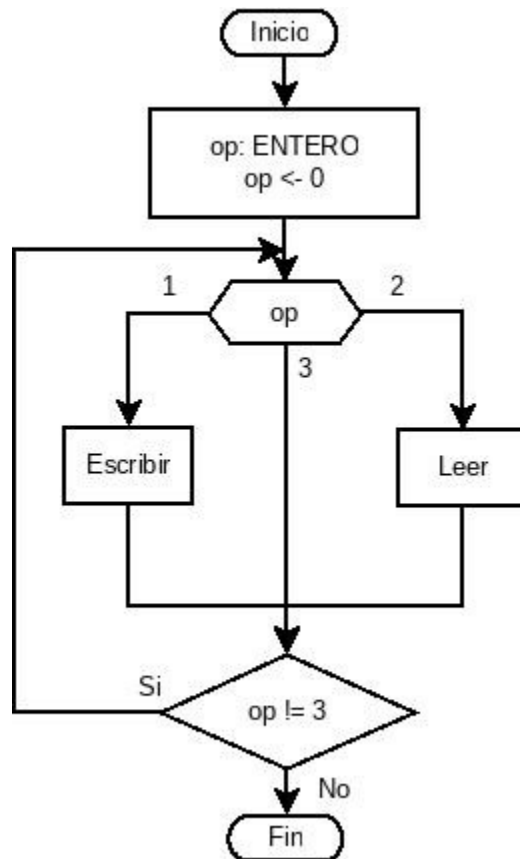 Inicio
op: ENTERO
op <- 0
1
op
2
3
Escribir
Leer
Si
op != 3
No
Fin